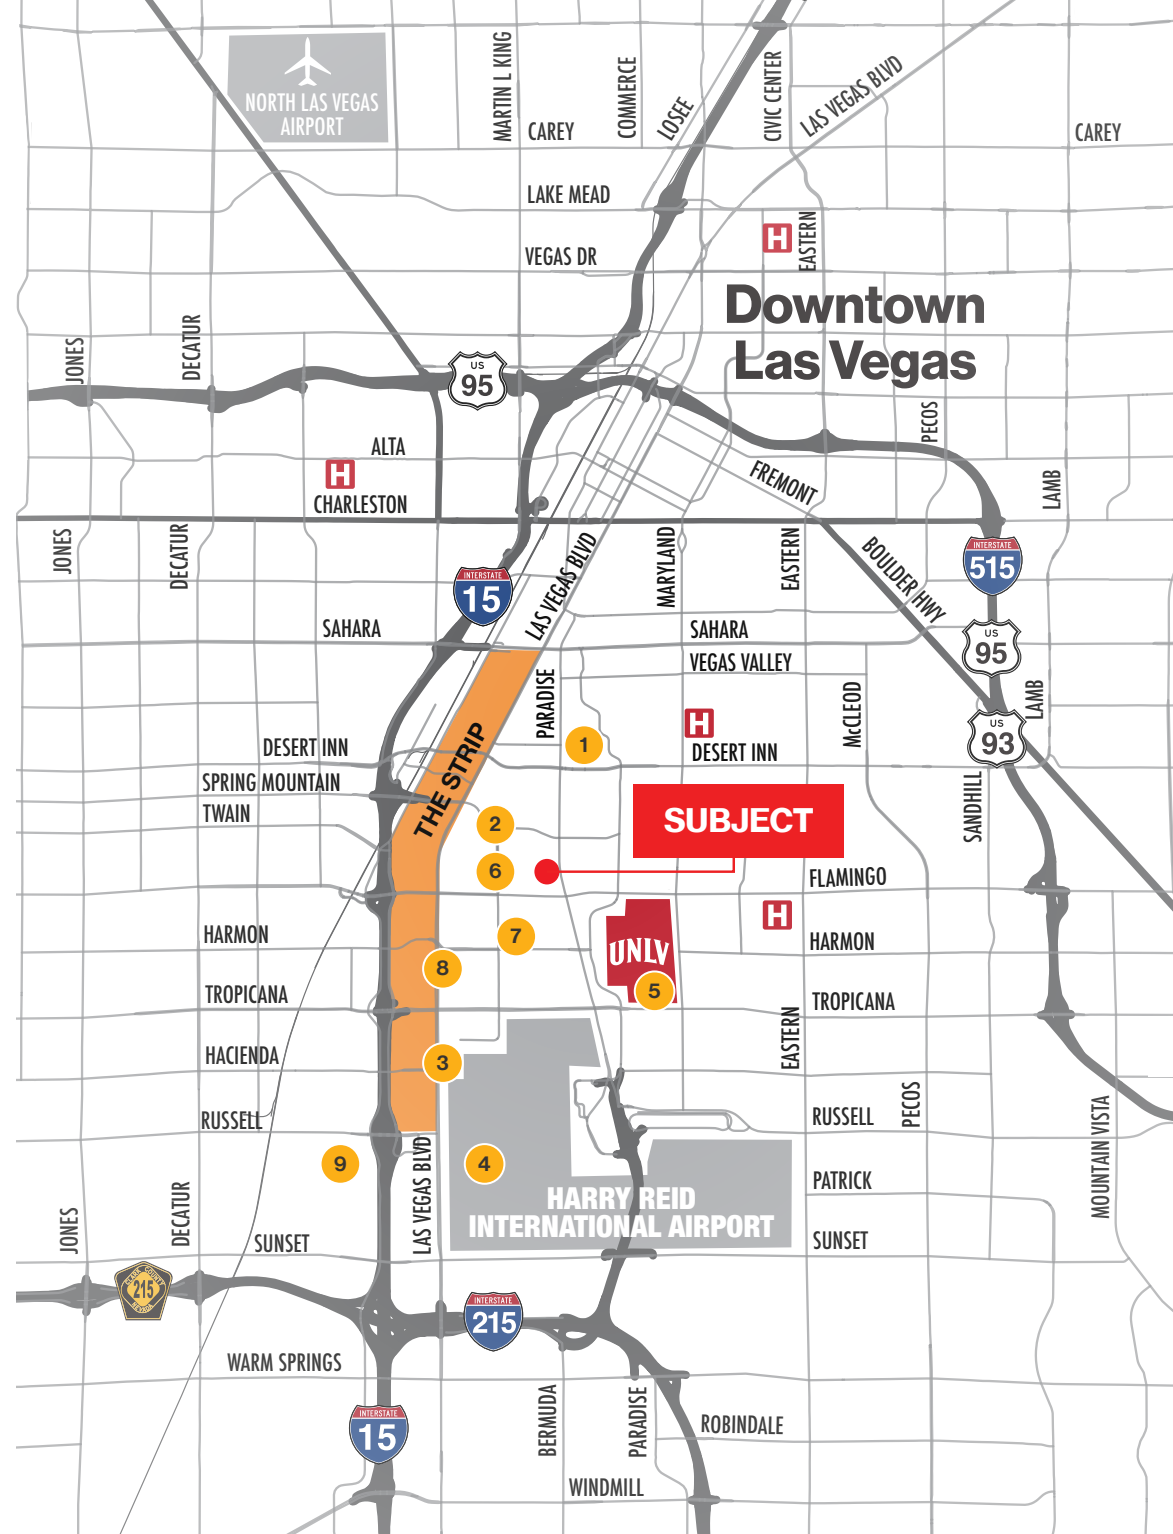 MARTIN L KING
COMMERCE
LOSEE
CIVIC CENTER
LAS VEGAS BLVD
NORTH LAS VEGAS
AIRPORT
CAREY
CAREY
LAKE MEAD
H
EASTERN
VEGAS DR
Downtown
Las Vegas
JONES
DECATUR
US
95
PECOS
ALTA
H
CHARLESTON
FREMONT
LAMB
JONES
DECATUR
LAS VEGAS BLVD
MARYLAND
EASTERN
BOULDER HWY
INTERSTATE
515
INTERSTATE
15
SAHARA
SAHARA
US
95
VEGAS VALLEY
PARADISE
McCLEOD
LAMB
H
US
93
DESERT INN
1
DESERT INN
THE STRIP
SPRING MOUNTAIN
TWAIN
2
SUBJECT
SANDHILL
6
FLAMINGO
H
HARMON
7
UNLV
HARMON
8
5
TROPICANA
TROPICANA
EASTERN
HACIENDA
3
RUSSELL
RUSSELL
PECOS
MOUNTAIN VISTA
9
LAS VEGAS BLVD
4
PATRICK
HARRY REID
INTERNATIONAL AIRPORT
JONES
DECATUR
SUNSET
SUNSET
CLARK COUNTY
215
NEVADA
INTERSTATE
215
WARM SPRINGS
INTERSTATE
15
BERMUDA
PARADISE
ROBINDALE
WINDMILL